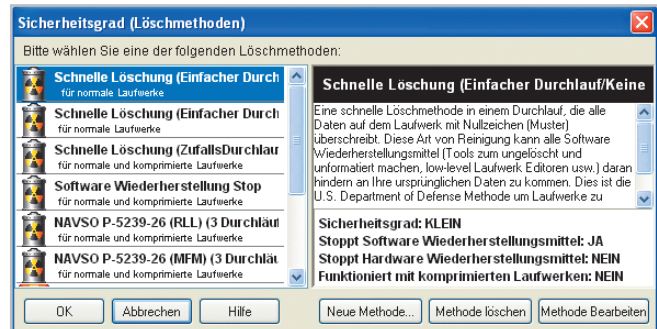 Sicherheitsgrad (Löschmethoden)
Bitte wählen Sie eine der folgenden Löschmethoden:
Schnelle Löschung (Einfacher Durch
für normale Laufwerke
Schnelle Löschung (Einfacher Durch
für normale Laufwerke
Schnelle Löschung (ZufallsDurchlau
für normale und komprimierte Laufwerke
Software Wiederherstellung Stop
für normale und komprimierte Laufwerke
NAVSO P-5239-26 (RLL) (3 Durchläuf
für normale und komprimierte Laufwerke
NAVSO P-5239-26 (MFM) (3 Durchläu
für normale und komprimierte Laufwerke
Schnelle Löschung (Einfacher Durchlauf/Keine
Eine schnelle Löschmethode in einem Durchlauf, die alle
Daten auf dem Laufwerk mit Nullzeichen (Muster)
überschreibt. Diese Art von Reinigung kann alle Software
Wiederherstellungsmittel (Tools zum ungelöscht und
unformatiert machen, low-level Laufwerk Editoren usw.) daran
hindern an Ihre ursprünglichen Daten zu kommen. Dies ist die
U.S. Department of Defense Methode um Laufwerke zu
Sicherheitsgrad: KLEIN
Stoppt Software Wiederherstellungsmittel: JA
Stoppt Hardware Wiederherstellungsmittel: NEIN
Funktioniert mit komprimierten Laufwerken: NEIN
OK
Abbrechen
Hilfe
Neue Methode...
Methode löschen
Methode Bearbeiten